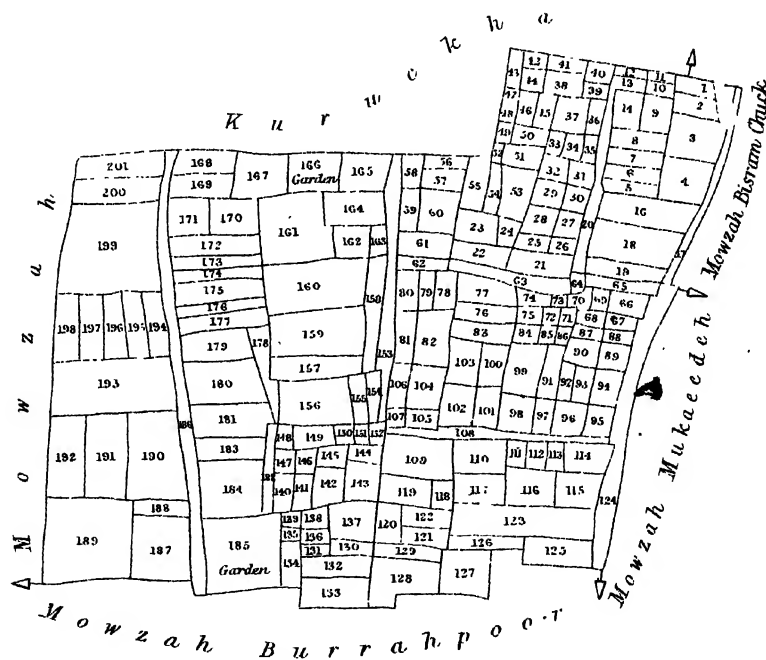 Mowzah Kurmokha
Mowzah Bisram Chuck
Mowzah Mukaeedeh
Mowzah Burrahpoor
42 41 40 12 11 1
43 14 38 39 13 10 2
47 46 15 37 36 14 9 3
48 50 33 34 35 8
49 51 7
52 32 31 6 4
201 168 167 166 165 58 56 55 54 53 29 30 5
Garden
200 169 57 16
199 171 170 161 164 59 60 23 24 28 27 20 18 17
172 162 163 61 22 25 26
173 62 21 19
174 160 63 64 65
175 158 80 79 78 77 74 73 70 69 66
176 76 75 72 71 68 67
198 197 196 195 194 177 159 81 82 83 84 85 86 87 88
179 178 153 103 100 99 90 89
193 180 157 106 104 91 92 93 94
181 156 155 154 107 105 102 101 98 97 96 95
186 148 149 150 151 152 108
192 191 190 183 147 146 145 144 109 110 111 112 113 114
184 182 140 141 142 143 119 118 117 116 115 124
188 139 138 137 120 122 123
189 187 185 135 136 121 126
Garden
131 130 129 125
134 132 128 127
133